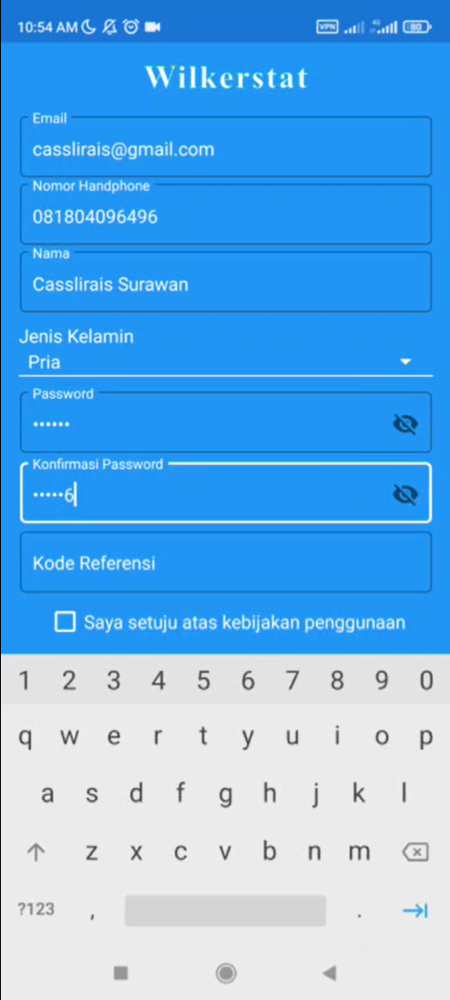 10:54 AM
VPN
4G
80
Wilkerstat
Email
casslirais@gmail.com
Nomor Handphone
081804096496
Nama
Casslirais Surawan
Jenis Kelamin
Pria
Password
••••••
Konfirmasi Password
•••••6
Kode Referensi
Saya setuju atas kebijakan penggunaan
1 2 3 4 5 6 7 8 9 0
q w e r t y u i o p
a s d f g h j k l
z x c v b n m
?123 , .